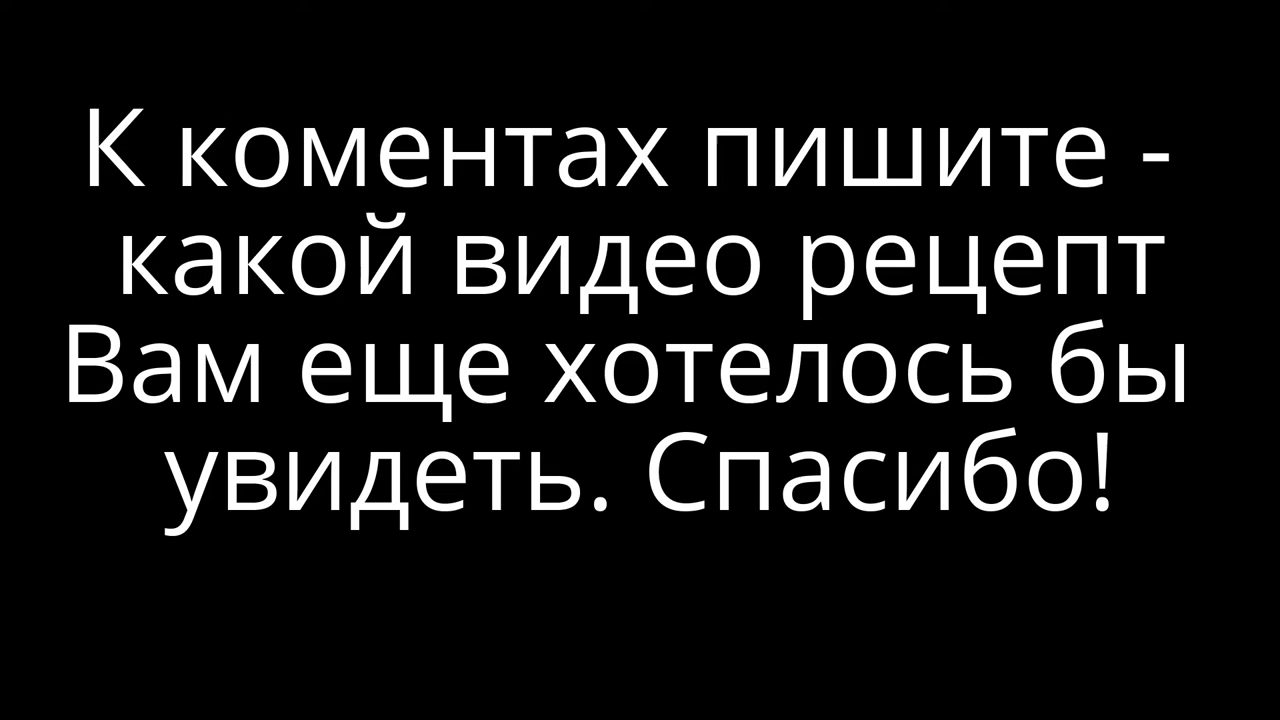 К коментах пишите -
какой видео рецепт
Вам еще хотелось бы
увидеть. Спасибо!